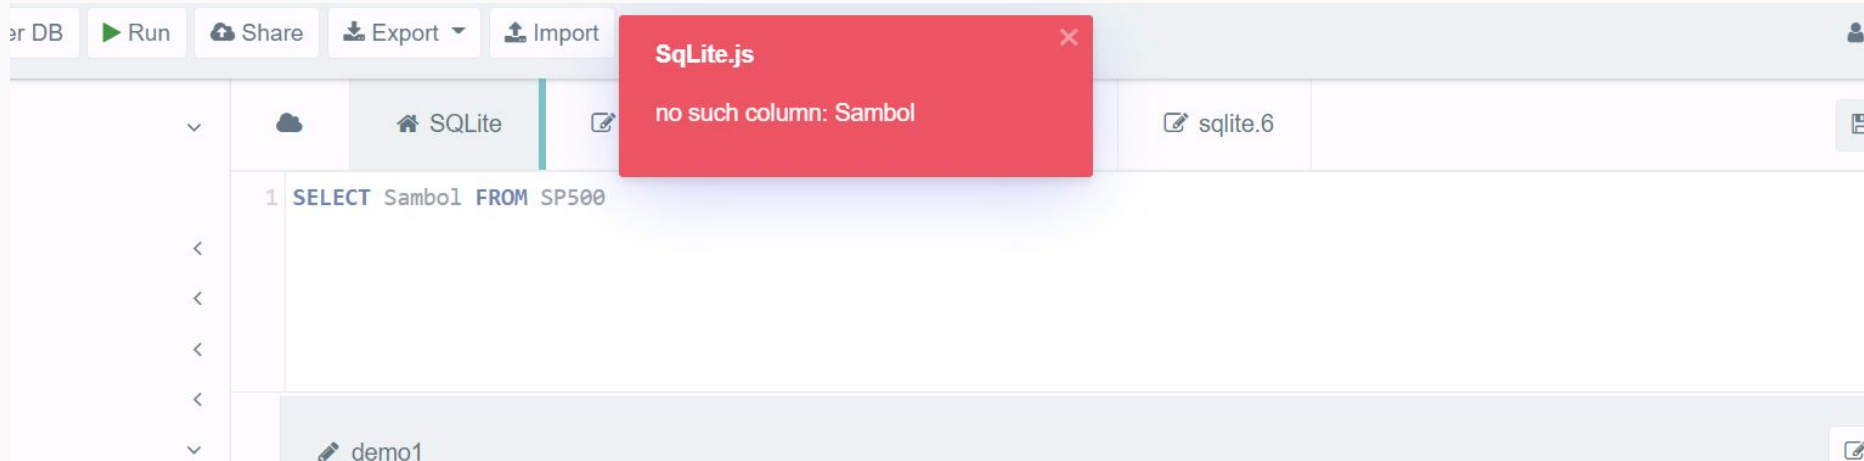 er DB Run Share Export Import
SqLite.js
no such column: Sambol
SQLite sqlite.6
1 SELECT Sambol FROM SP500
demo1